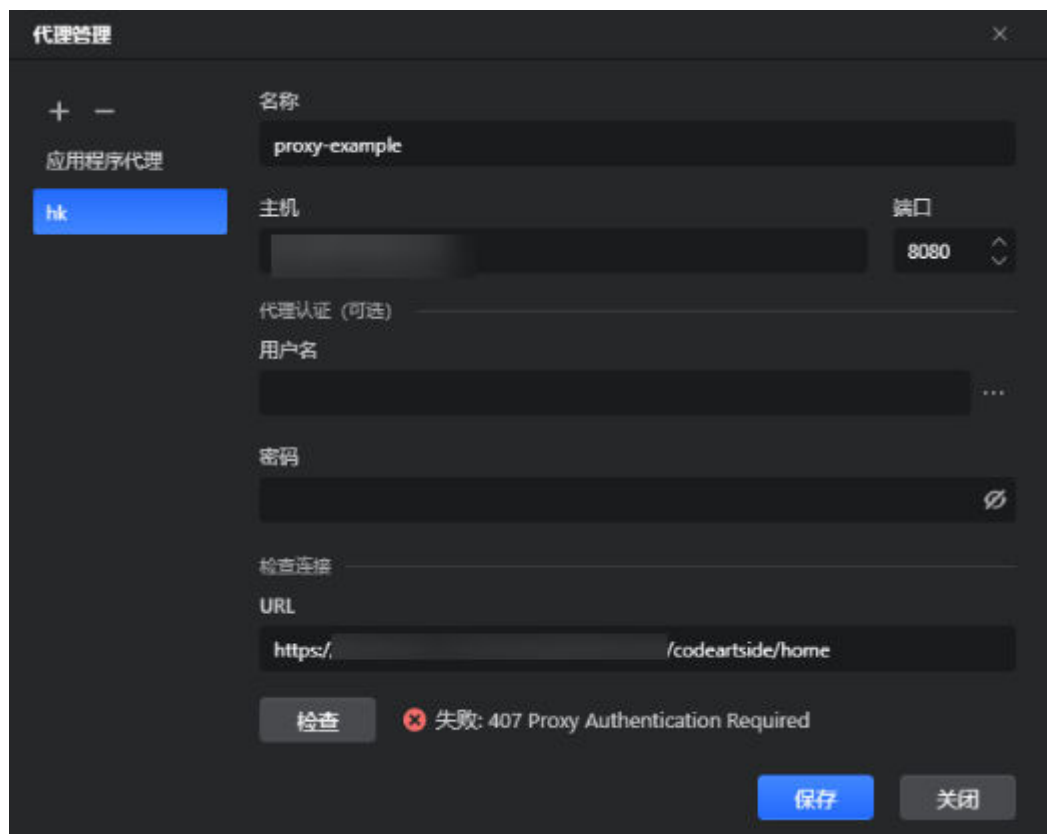 代理管理
应用程序代理
hk
名称
proxy-example
主机
端口
8080
代理认证（可选）
用户名
密码
检查连接
URL
https:/ /codeartside/home
检查
失败: 407 Proxy Authentication Required
保存
关闭